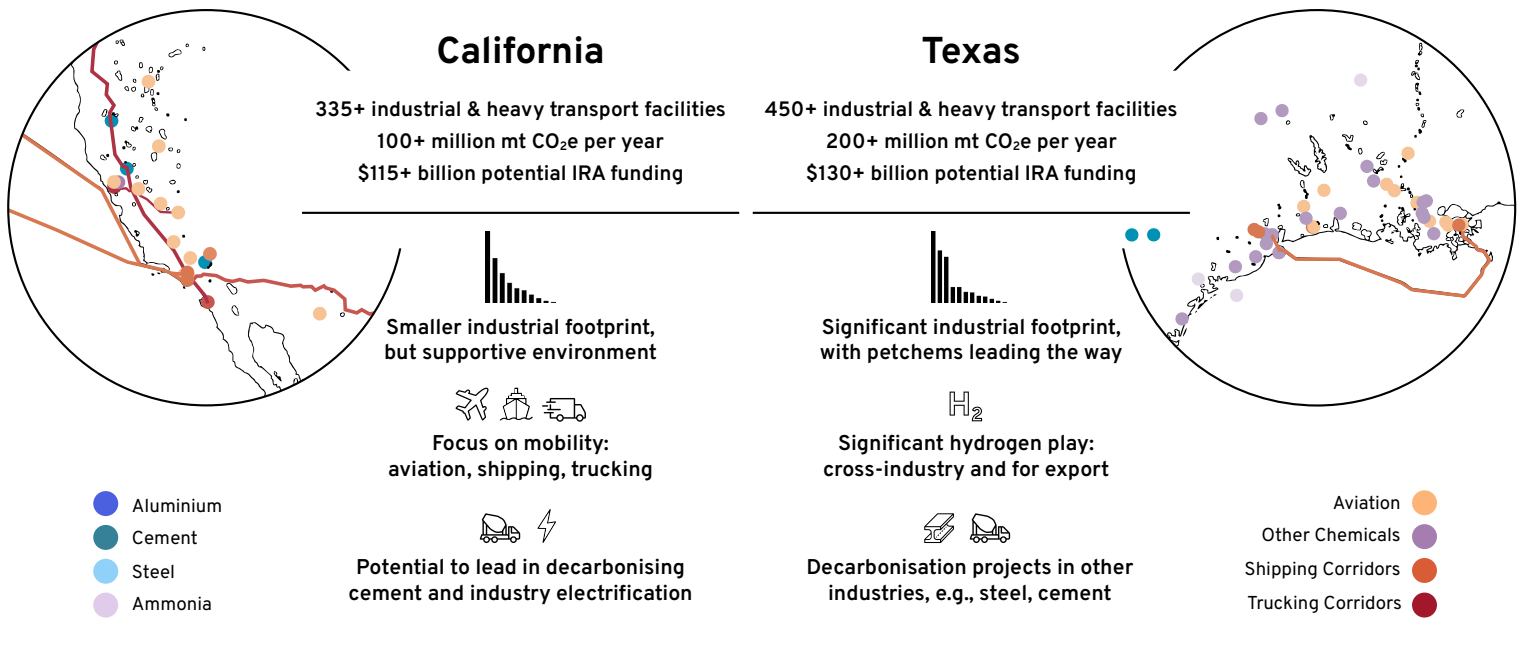 California
335+ industrial & heavy transport facilities
100+ million mt CO₂e per year
$115+ billion potential IRA funding
Smaller industrial footprint,
but supportive environment
Focus on mobility:
aviation, shipping, trucking
Potential to lead in decarbonising
cement and industry electrification
Texas
450+ industrial & heavy transport facilities
200+ million mt CO₂e per year
$130+ billion potential IRA funding
Significant industrial footprint,
with petchems leading the way
H₂
Significant hydrogen play:
cross-industry and for export
Decarbonisation projects in other
industries, e.g., steel, cement
Aluminium
Cement
Steel
Ammonia
Aviation
Other Chemicals
Shipping Corridors
Trucking Corridors